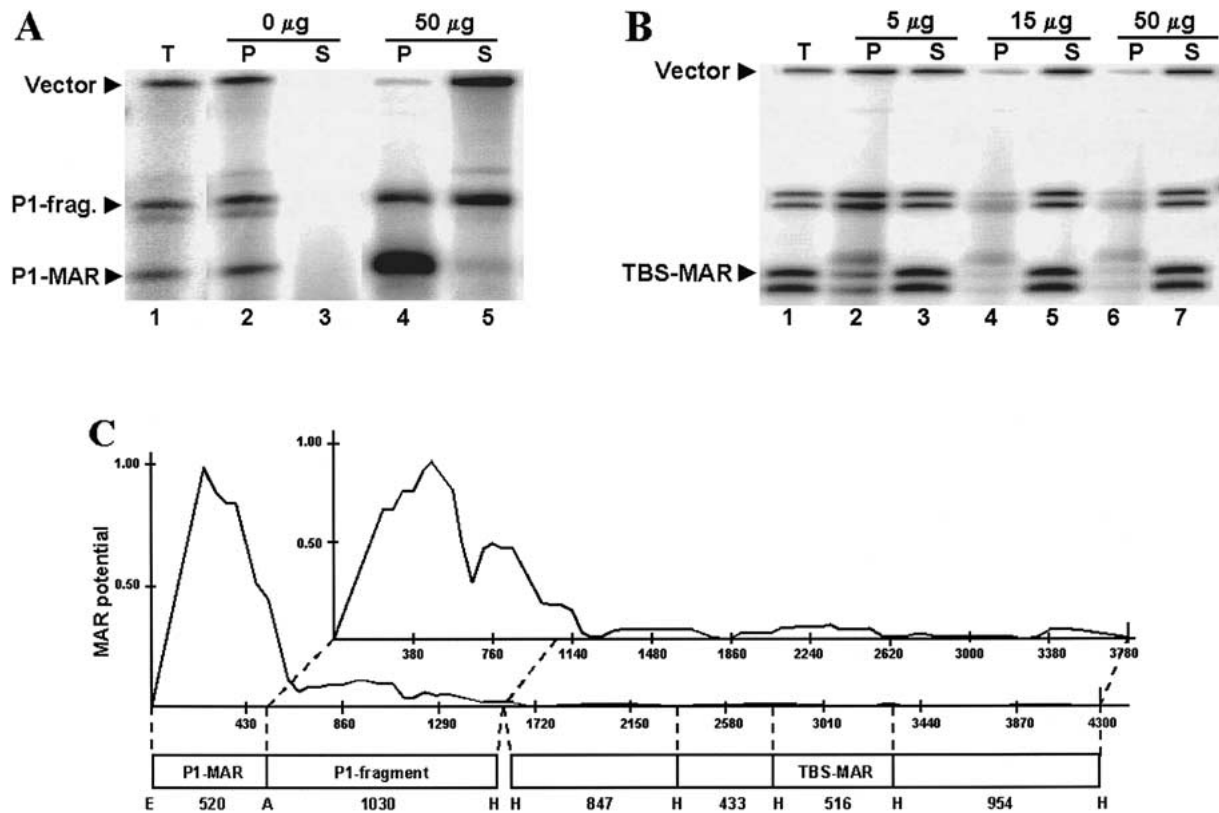 A
0 µg 50 µg
T P S P S
Vector
P1-frag.
P1-MAR
1 2 3 4 5
B
5 µg 15 µg 50 µg
T P S P S P S
Vector
TBS-MAR
1 2 3 4 5 6 7
C
MAR potential
1.00
0.50
1.00
0.50
380 760 1140 1480 1860 2240 2620 3000 3380 3780
430 860 1290 1720 2150 2580 3010 3440 3870 4300
P1-MAR P1-fragment TBS-MAR
E 520 A 1030 H H 847 H 433 H 516 H 954 H